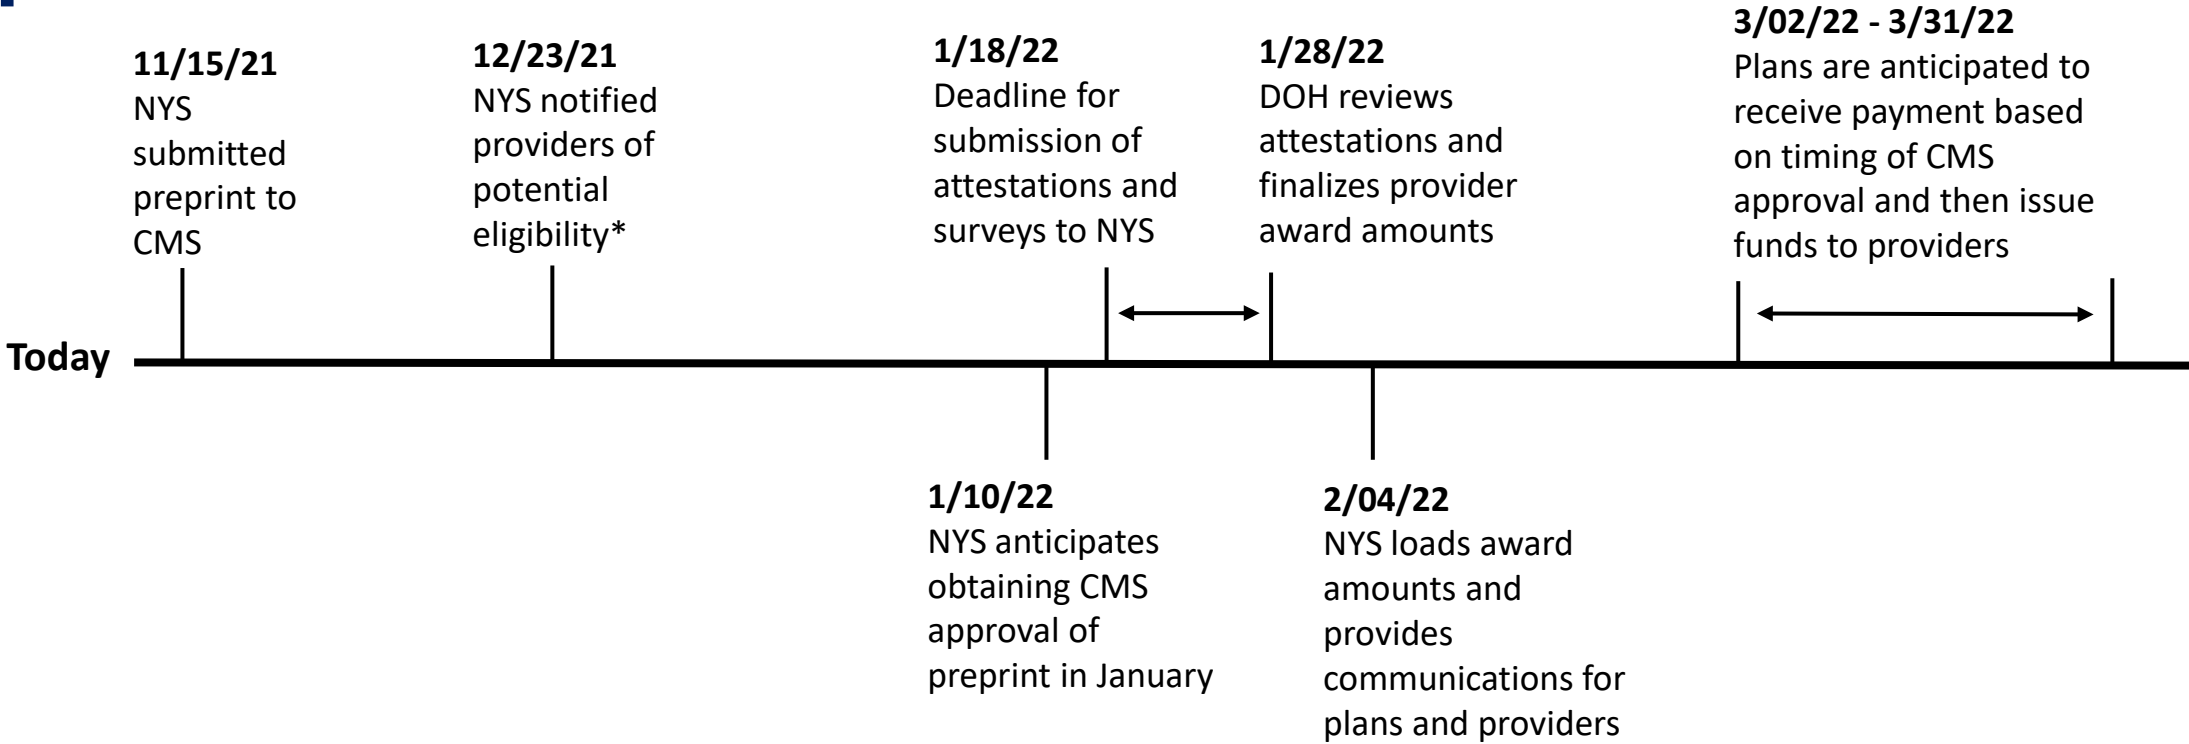 11/15/21
NYS
submitted
preprint to
CMS
12/23/21
NYS notified
providers of
potential
eligibility*
1/18/22
Deadline for
submission of
attestations and
surveys to NYS
1/28/22
DOH reviews
attestations and
finalizes provider
award amounts
3/02/22 - 3/31/22
Plans are anticipated to
receive payment based
on timing of CMS
approval and then issue
funds to providers
Today
1/10/22
NYS anticipates
obtaining CMS
approval of
preprint in January
2/04/22
NYS loads award
amounts and
provides
communications for
plans and providers